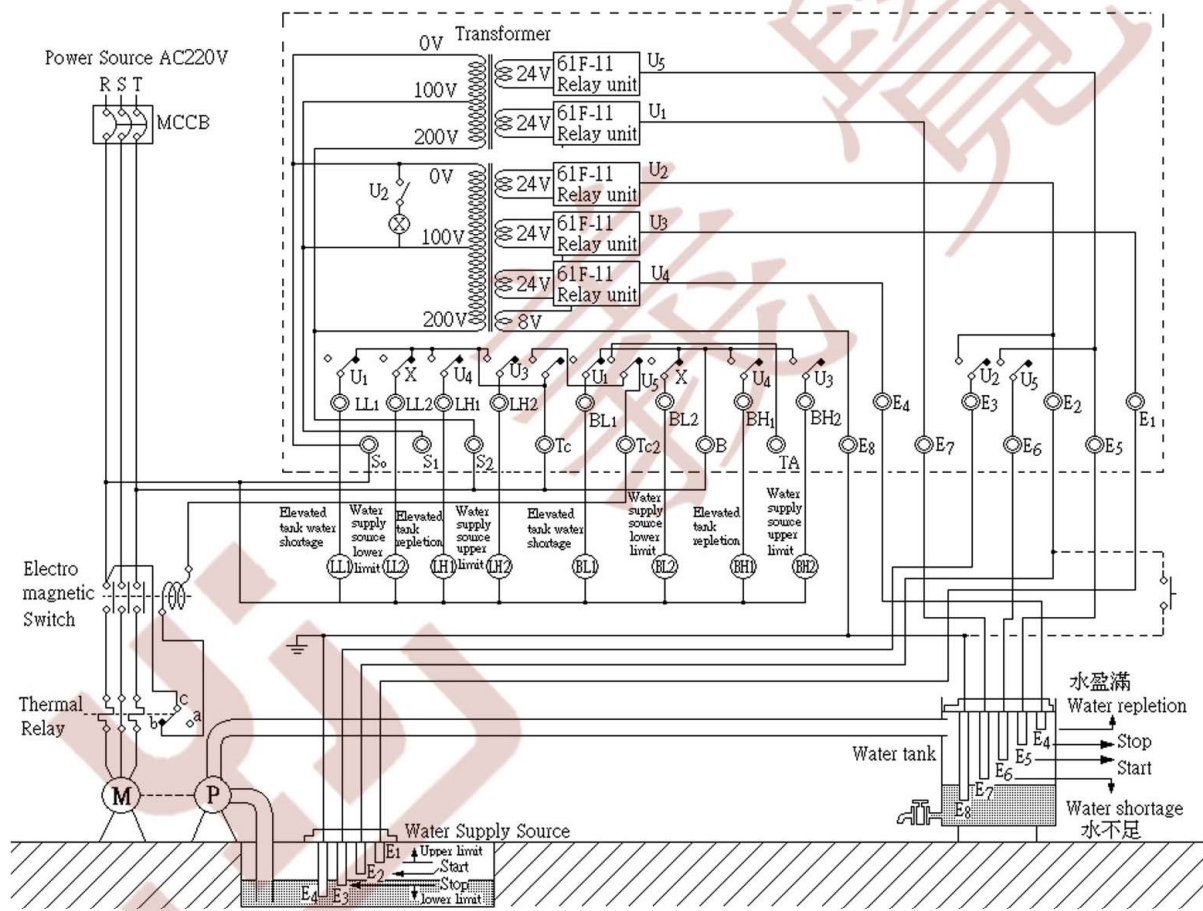 Power Source AC220V
R S T
MCCB
Transformer
0V
100V
200V
24V
61F-11
Relay unit
U5
24V
61F-11
Relay unit
U1
0V
100V
200V
U2
X
24V
61F-11
Relay unit
U2
24V
61F-11
Relay unit
U3
24V
61F-11
Relay unit
U4
8V
U1
X
U4
U3
U1
U5
X
U4
U3
U2
U5
LL1
LL2
LH1
LH2
BL1
BL2
BH1
BH2
E4
E3
E2
E1
S0
S1
S2
Tc
Tc2
B
TA
E8
E7
E6
E5
Elevated
tank water
shortage
Water
supply
source
lower
limit
Elevated
tank
repletion
Water
supply
source
upper
limit
Elevated
tank water
shortage
Water
supply
source
lower
limit
Elevated
tank
repletion
Water
supply
source
upper
limit
LL1
LL2
LH1
LH2
BL1
BL2
BH1
BH2
Electro
magnetic
Switch
Thermal
Relay
c
b
a
M
P
Water tank
水盈滿
Water repletion
E4
Stop
E5
Start
E6
E7
E8
Water shortage
水不足
Water Supply Source
E1
Upper limit
Start
E2
Stop
E3
E4
lower limit